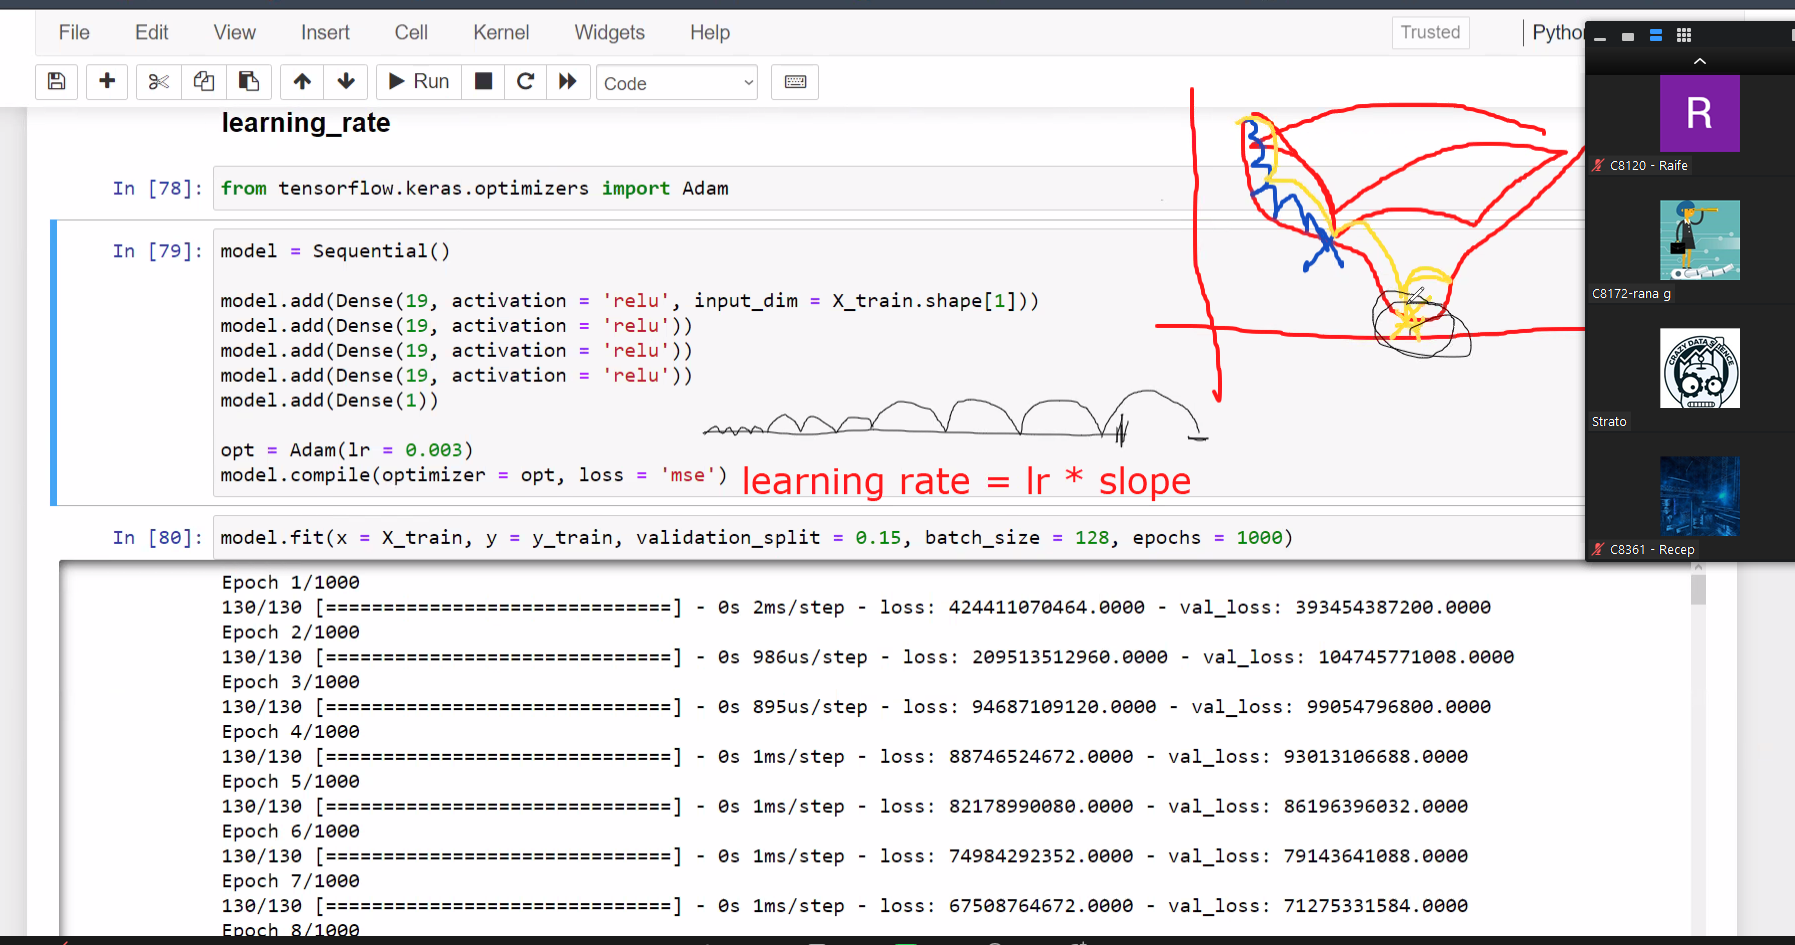 File Edit View Insert Cell Kernel Widgets Help Trusted
Run Code
learning_rate
In [78]: from tensorflow.keras.optimizers import Adam
In [79]: model = Sequential()
model.add(Dense(19, activation = 'relu', input_dim = X_train.shape[1]))
model.add(Dense(19, activation = 'relu'))
model.add(Dense(19, activation = 'relu'))
model.add(Dense(19, activation = 'relu'))
model.add(Dense(1))
opt = Adam(lr = 0.003)
model.compile(optimizer = opt, loss = 'mse')
learning rate = lr * slope
In [80]: model.fit(x = X_train, y = y_train, validation_split = 0.15, batch_size = 128, epochs = 1000)
Epoch 1/1000
130/130 [==============================] - 0s 2ms/step - loss: 424411070464.0000 - val_loss: 393454387200.0000
Epoch 2/1000
130/130 [==============================] - 0s 986us/step - loss: 209513512960.0000 - val_loss: 104745771008.0000
Epoch 3/1000
130/130 [==============================] - 0s 895us/step - loss: 94687109120.0000 - val_loss: 99054796800.0000
Epoch 4/1000
130/130 [==============================] - 0s 1ms/step - loss: 88746524672.0000 - val_loss: 93013106688.0000
Epoch 5/1000
130/130 [==============================] - 0s 1ms/step - loss: 82178990080.0000 - val_loss: 86196396032.0000
Epoch 6/1000
130/130 [==============================] - 0s 1ms/step - loss: 74984292352.0000 - val_loss: 79143641088.0000
Epoch 7/1000
130/130 [==============================] - 0s 1ms/step - loss: 67508764672.0000 - val_loss: 71275331584.0000
Epoch 8/1000
R
C8120 - Raife
C8172-rana g
CRAZY DATA SCIENCE
Strato
C8361 - Recep